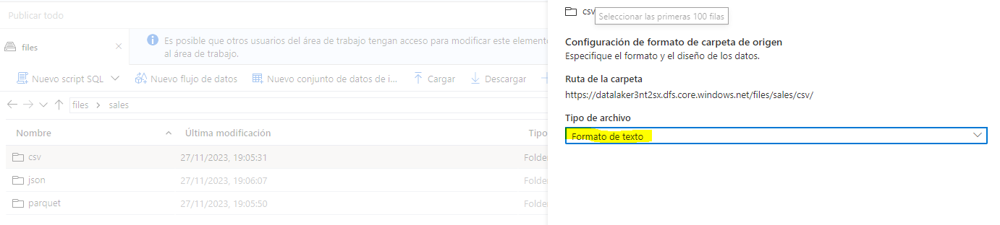 Publicar todo
files
Es posible que otros usuarios del área de trabajo tengan acceso para modificar este elemento
al área de trabajo.
Nuevo script SQL
Nuevo flujo de datos
Nuevo conjunto de datos de i...
Cargar
Descargar
files
sales
Nombre
Última modificación
Tipo
csv
27/11/2023, 19:05:31
Folder
json
27/11/2023, 19:06:07
Folder
parquet
27/11/2023, 19:05:50
Folder
csv
Seleccionar las primeras 100 filas
Configuración de formato de carpeta de origen
Especifique el formato y el diseño de los datos.
Ruta de la carpeta
https://datalaker3nt2sx.dfs.core.windows.net/files/sales/csv/
Tipo de archivo
Formato de texto